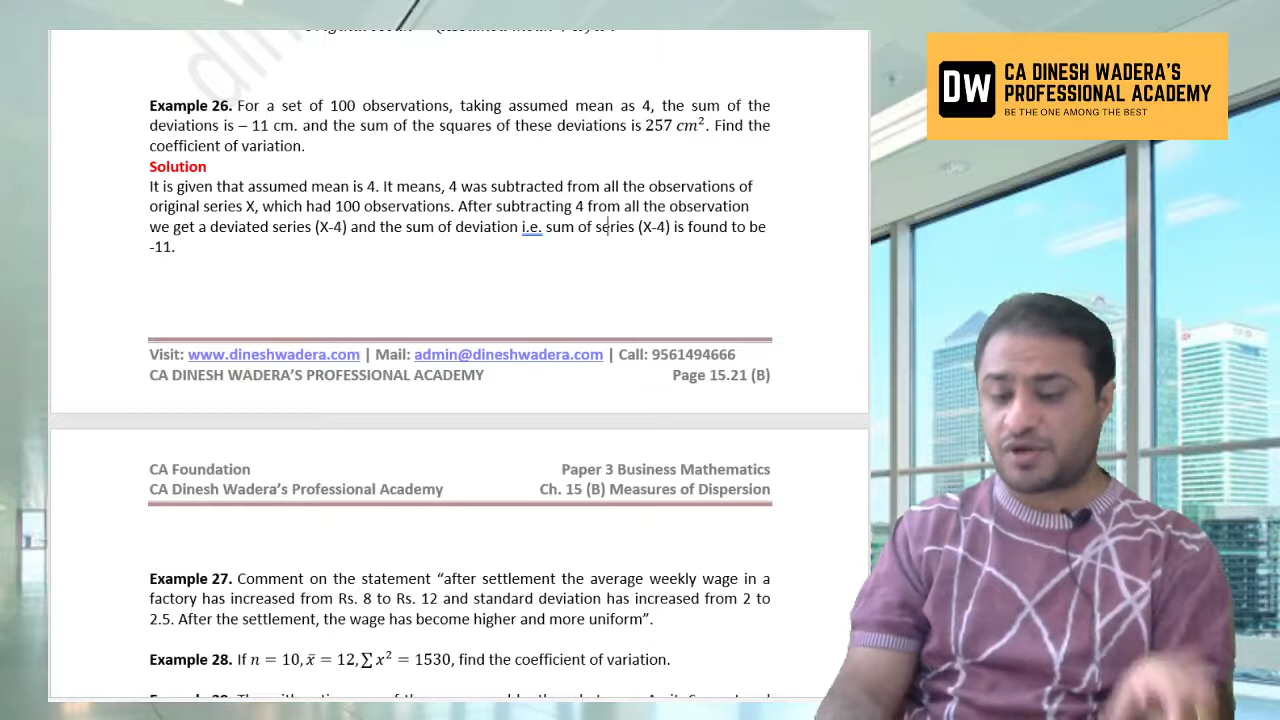 Example 26. For a set of 100 observations, taking assumed mean as 4, the sum of the
deviations is – 11 cm. and the sum of the squares of these deviations is 257 cm². Find the
coefficient of variation.
Solution
It is given that assumed mean is 4. It means, 4 was subtracted from all the observations of
original series X, which had 100 observations. After subtracting 4 from all the observation
we get a deviated series (X-4) and the sum of deviation i.e. sum of series (X-4) is found to be
-11.
Visit: www.dineshwadera.com | Mail: admin@dineshwadera.com | Call: 9561494666
CA DINESH WADERA'S PROFESSIONAL ACADEMY Page 15.21 (B)
CA Foundation Paper 3 Business Mathematics
CA Dinesh Wadera's Professional Academy Ch. 15 (B) Measures of Dispersion
Example 27. Comment on the statement “after settlement the average weekly wage in a
factory has increased from Rs. 8 to Rs. 12 and standard deviation has increased from 2 to
2.5. After the settlement, the wage has become higher and more uniform”.
Example 28. If n = 10, x̄ = 12, ∑ x² = 1530, find the coefficient of variation.
DW
CA DINESH WADERA'S
PROFESSIONAL ACADEMY
BE THE ONE AMONG THE BEST